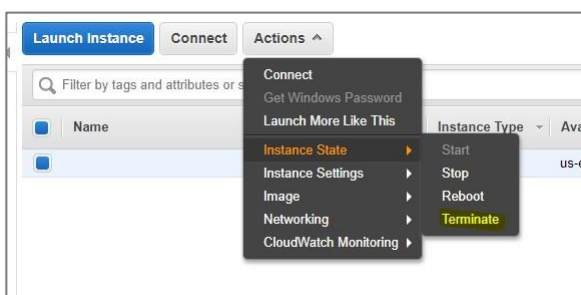 Launch Instance Connect Actions
Filter by tags and attributes or s
Connect
Get Windows Password
Launch More Like This
Name Instance Type Ava
Instance State Start
us-e
Instance Settings Stop
Image Reboot
Networking Terminate
CloudWatch Monitoring